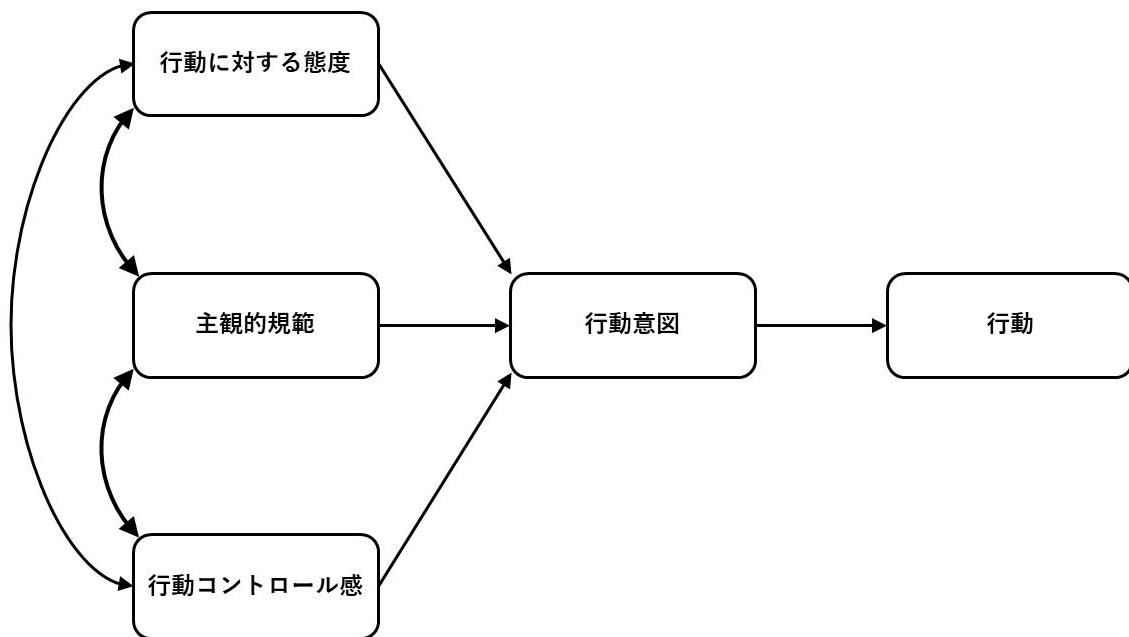 行動に対する態度
主観的規範
行動意図
行動
行動コントロール感